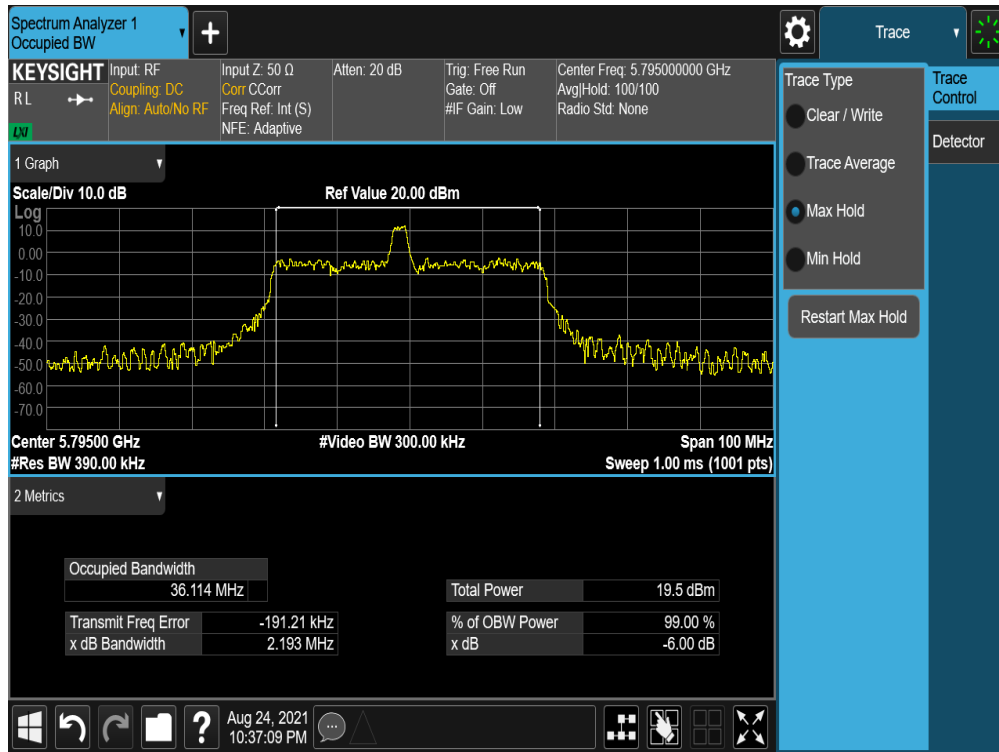 Spectrum Analyzer 1
Occupied BW
+
Trace
KEYSIGHT
RL
LXI
Input: RF
Coupling: DC
Align: Auto/No RF
Input Z: 50 Ω
Corr CCorr
Freq Ref: Int (S)
NFE: Adaptive
Atten: 20 dB
Trig: Free Run
Gate: Off
#IF Gain: Low
Center Freq: 5.795000000 GHz
Avg|Hold: 100/100
Radio Std: None
Trace Type
Clear / Write
Trace Average
Max Hold
Min Hold
Restart Max Hold
Trace
Control
Detector
1 Graph
Scale/Div 10.0 dB
Ref Value 20.00 dBm
Log
10.0
0.00
-10.0
-20.0
-30.0
-40.0
-50.0
-60.0
-70.0
Center 5.79500 GHz
#Video BW 300.00 kHz
Span 100 MHz
#Res BW 390.00 kHz
Sweep 1.00 ms (1001 pts)
2 Metrics
Occupied Bandwidth
36.114 MHz
Total Power 19.5 dBm
Transmit Freq Error -191.21 kHz
% of OBW Power 99.00 %
x dB Bandwidth 2.193 MHz
x dB -6.00 dB
?
Aug 24, 2021
10:37:09 PM